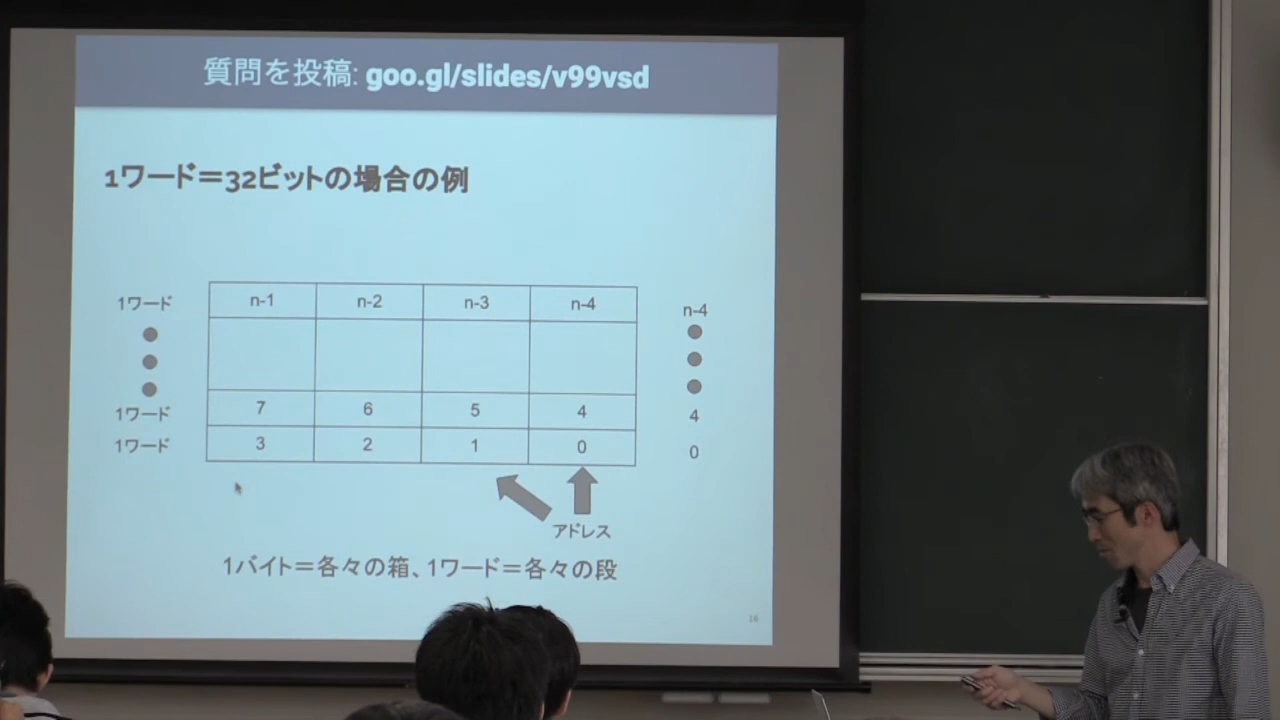 質問を投稿: goo.gl/slides/v99vsd
1ワード＝32ビットの場合の例
1ワード n-1 n-2 n-3 n-4 n-4
1ワード 7 6 5 4 4
1ワード 3 2 1 0 0
アドレス
1バイト＝各々の箱、1ワード＝各々の段
16